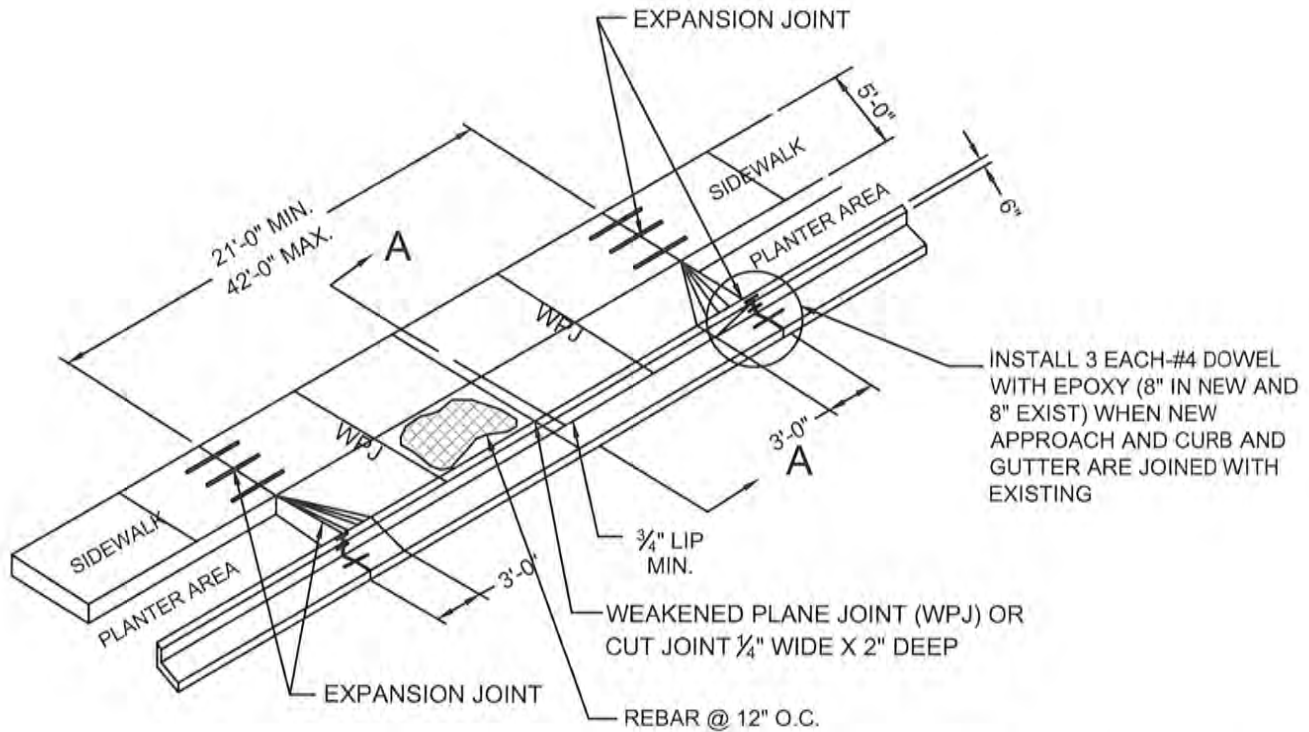 EXPANSION JOINT
5'-0"
SIDEWALK
6"
PLANTER AREA
21'-0" MIN.
42'-0" MAX.
A
WPJ
INSTALL 3 EACH-#4 DOWEL
WITH EPOXY (8" IN NEW AND
8" EXIST) WHEN NEW
APPROACH AND CURB AND
GUTTER ARE JOINED WITH
EXISTING
3'-0"
A
WPJ
¾" LIP
MIN.
SIDEWALK
3'-0"
PLANTER AREA
WEAKENED PLANE JOINT (WPJ) OR
CUT JOINT ¼" WIDE X 2" DEEP
EXPANSION JOINT
REBAR @ 12" O.C.